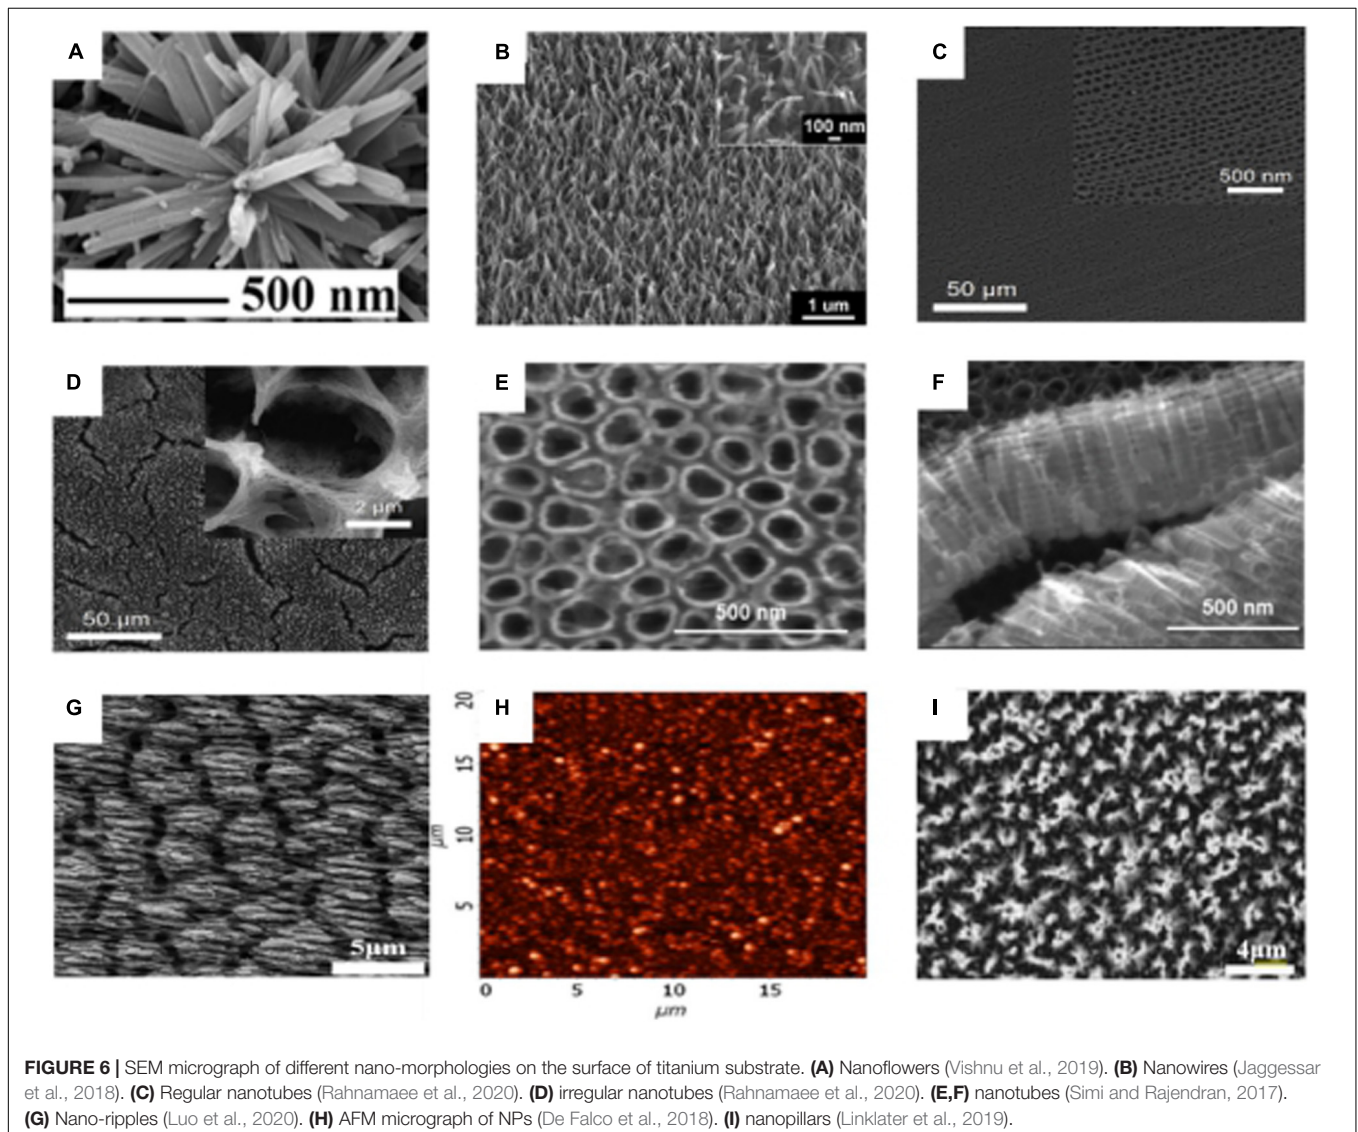 A
500 nm
B
100 nm
1 um
C
500 nm
50 µm
D
2 µm
50 µm
E
500 nm
F
500 nm
G
5µm
H
20
15
10
5
µm
0 5 10 15
µm
I
4µm
FIGURE 6 | SEM micrograph of different nano-morphologies on the surface of titanium substrate. (A) Nanoflowers (Vishnu et al., 2019). (B) Nanowires (Jaggessar
et al., 2018). (C) Regular nanotubes (Rahnamaee et al., 2020). (D) irregular nanotubes (Rahnamaee et al., 2020). (E,F) nanotubes (Simi and Rajendran, 2017).
(G) Nano-ripples (Luo et al., 2020). (H) AFM micrograph of NPs (De Falco et al., 2018). (I) nanopillars (Linklater et al., 2019).